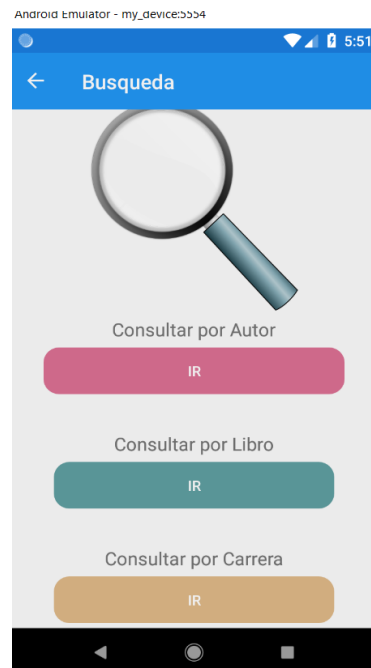 Android Emulator - my_device:5554
5:51
Busqueda
Consultar por Autor
IR
Consultar por Libro
IR
Consultar por Carrera
IR